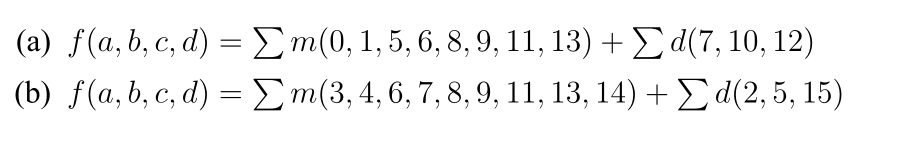 (a) f(a, b, c, d) = ∑ m(0, 1, 5, 6, 8, 9, 11, 13) + ∑ d(7, 10, 12)
(b) f(a, b, c, d) = ∑ m(3, 4, 6, 7, 8, 9, 11, 13, 14) + ∑ d(2, 5, 15)